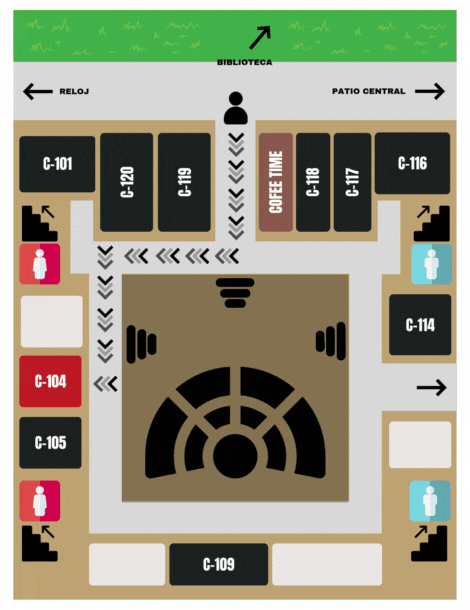 BIBLIOTECA
RELOJ
PATIO CENTRAL
C-101
C-120
C-119
COFEE TIME
C-118
C-117
C-116
C-114
C-104
C-105
C-109